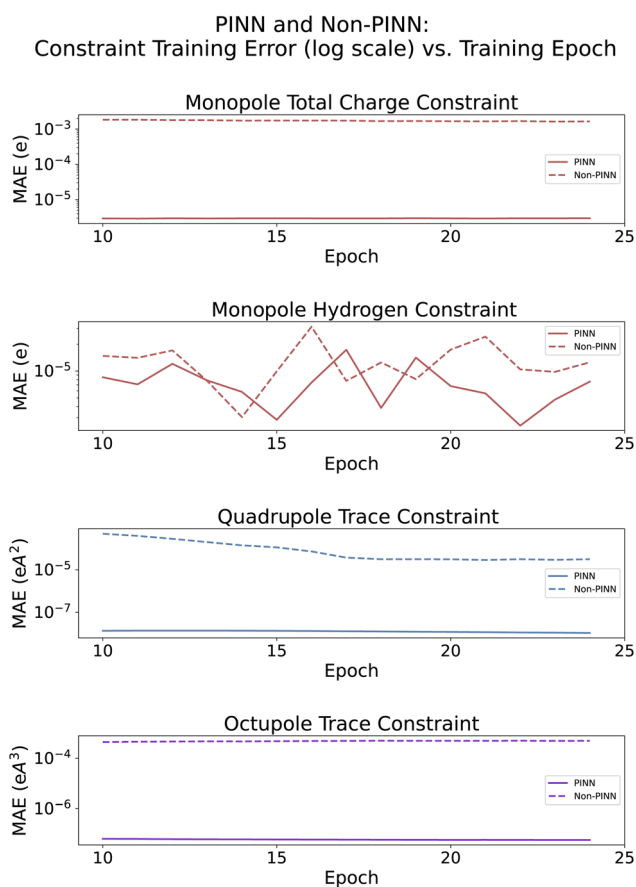 PINN and Non-PINN:
Constraint Training Error (log scale) vs. Training Epoch
Monopole Total Charge Constraint
MAE (e)
10⁻³
10⁻⁴
10⁻⁵
PINN
Non-PINN
10 15 20 25
Epoch
Monopole Hydrogen Constraint
MAE (e)
10⁻⁵
PINN
Non-PINN
10 15 20 25
Epoch
Quadrupole Trace Constraint
MAE (eA²)
10⁻⁵
10⁻⁷
PINN
Non-PINN
10 15 20 25
Epoch
Octupole Trace Constraint
MAE (eA³)
10⁻⁴
10⁻⁶
PINN
Non-PINN
10 15 20 25
Epoch